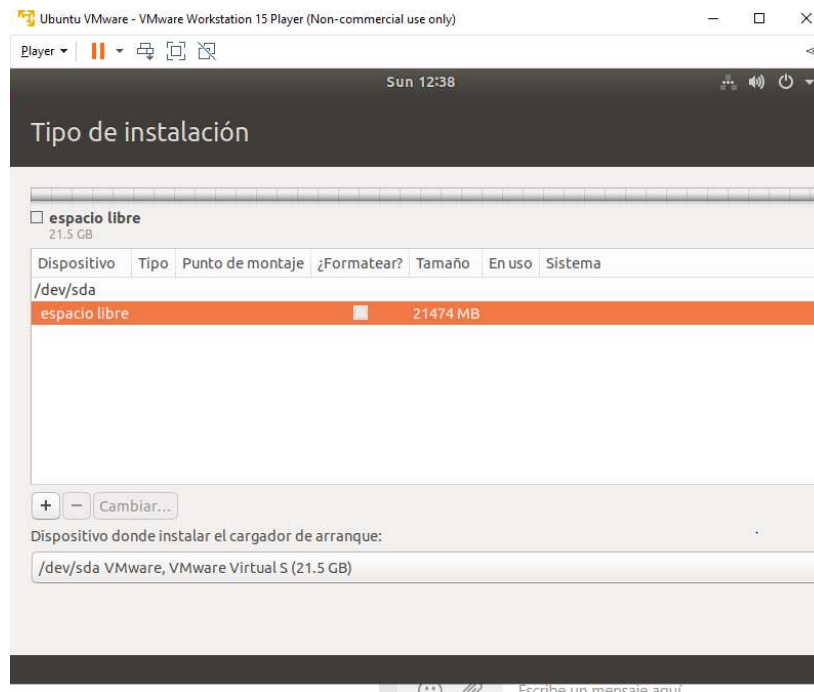 Ubuntu VMware - VMware Workstation 15 Player (Non-commercial use only)
Player
Sun 12:38
Tipo de instalación
espacio libre
21.5 GB
Dispositivo Tipo Punto de montaje ¿Formatear? Tamaño En uso Sistema
/dev/sda
espacio libre 21474 MB
+ − Cambiar...
Dispositivo donde instalar el cargador de arranque:
/dev/sda VMware, VMware Virtual S (21.5 GB)
Escribe un mensaje aquí